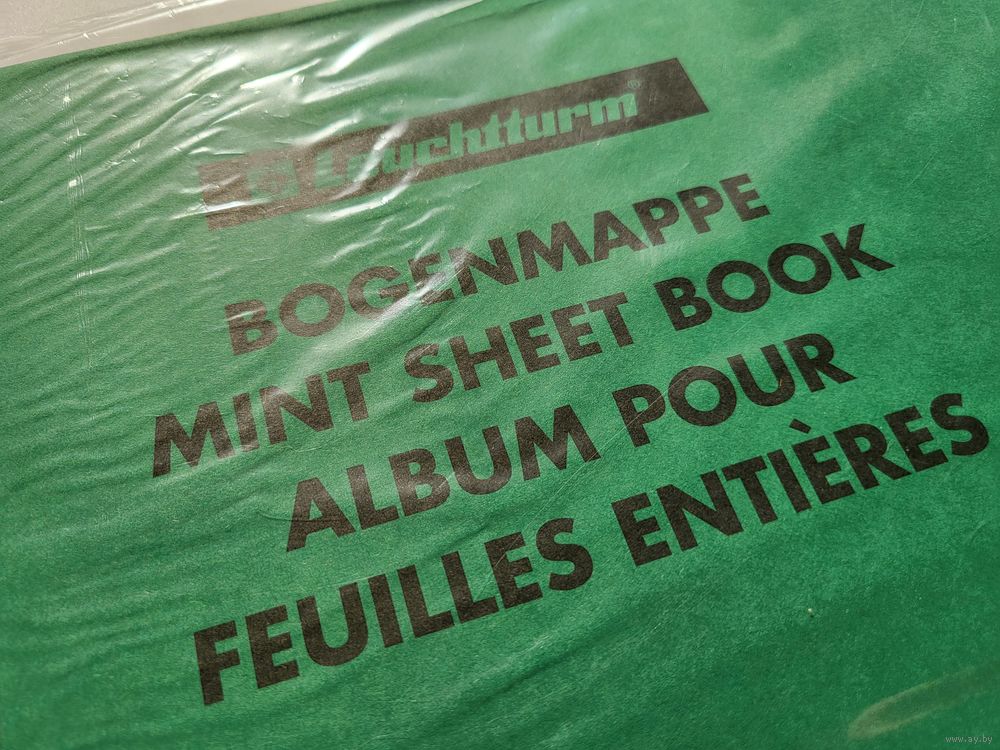 Leuchtturm®
BOGENMAPPE
MINT SHEET BOOK
ALBUM POUR
FEUILLES ENTIÈRES
www.ay.by